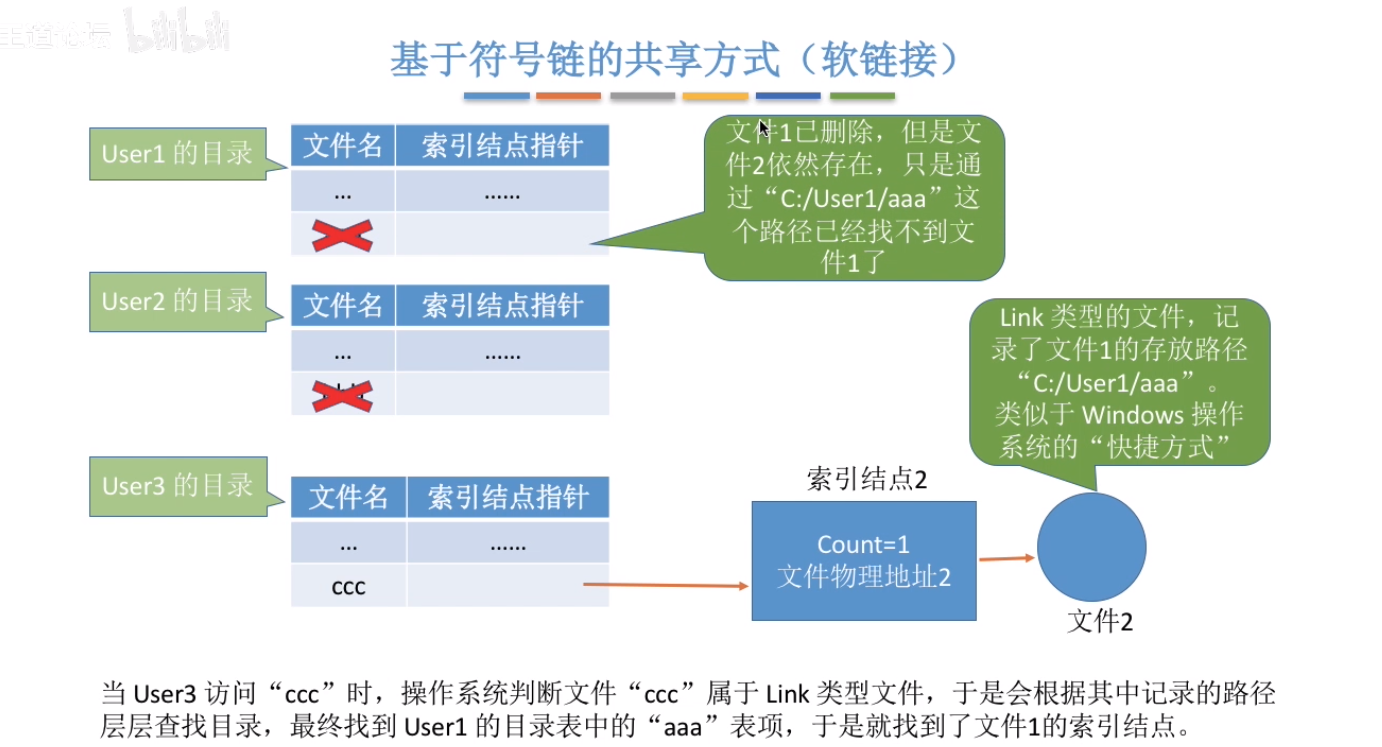 王道论坛 bilibili
基于符号链的共享方式（软链接）
User1 的目录
文件名 索引结点指针
... ......
文件1已删除，但是文
件2依然存在，只是通
过“C:/User1/aaa”这
个路径已经找不到文
件1了
User2 的目录
文件名 索引结点指针
... ......
Link 类型的文件，记
录了文件1的存放路径
“C:/User1/aaa”。
类似于 Windows 操作
系统的“快捷方式”
User3 的目录
文件名 索引结点指针
... ......
ccc
索引结点2
Count=1
文件物理地址2
文件2
当 User3 访问“ccc”时，操作系统判断文件“ccc”属于 Link 类型文件，于是会根据其中记录的路径
层层查找目录，最终找到 User1 的目录表中的“aaa”表项，于是就找到了文件1的索引结点。